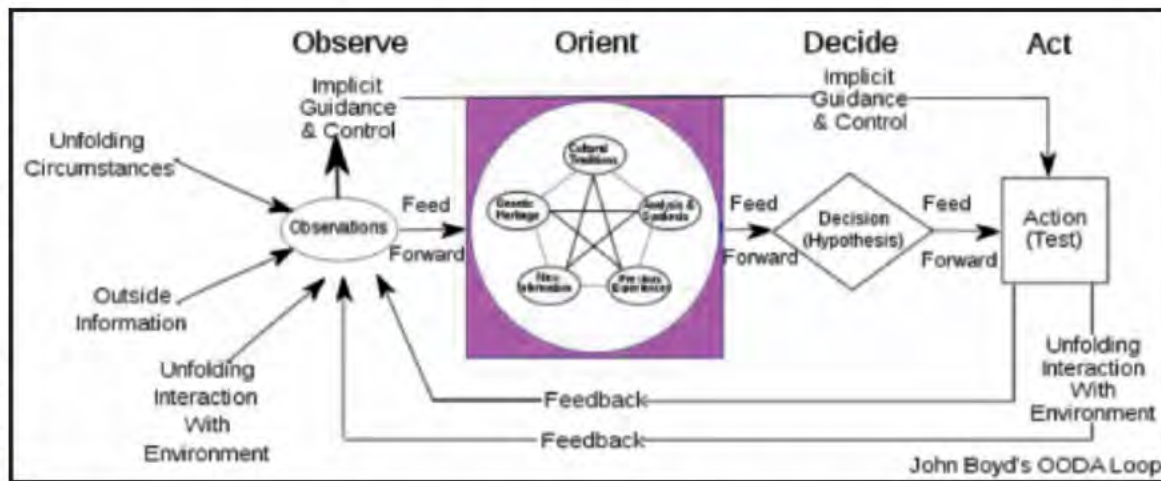 Observe
Orient
Decide
Act
Implicit
Guidance
& Control
Implicit
Guidance
& Control
Unfolding
Circumstances
Observations
Feed
Forward
Cultural
Traditions
Genetic
Heritage
Analysis &
Synthesis
New
Information
Previous
Experiences
Feed
Forward
Decision
(Hypothesis)
Feed
Forward
Action
(Test)
Outside
Information
Unfolding
Interaction
With
Environment
Unfolding
Interaction
With
Environment
Feedback
Feedback
John Boyd's OODA Loop